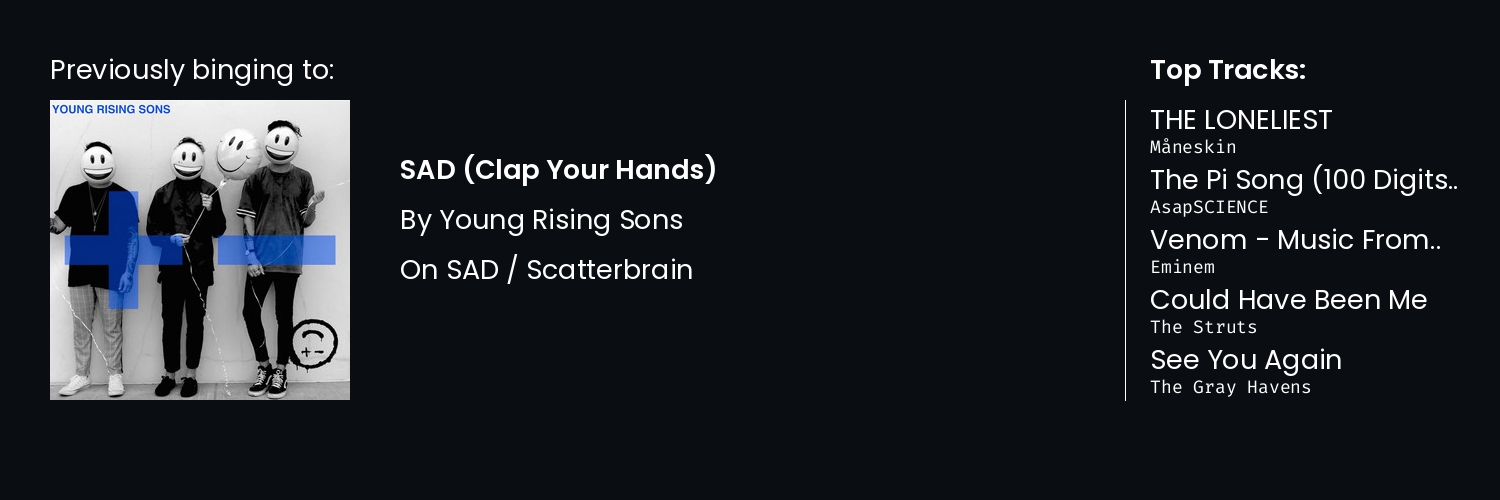 Previously binging to:
YOUNG RISING SONS
SAD (Clap Your Hands)
By Young Rising Sons
On SAD / Scatterbrain
Top Tracks:
THE LONELIEST
Måneskin
The Pi Song (100 Digits..
AsapSCIENCE
Venom - Music From..
Eminem
Could Have Been Me
The Struts
See You Again
The Gray Havens